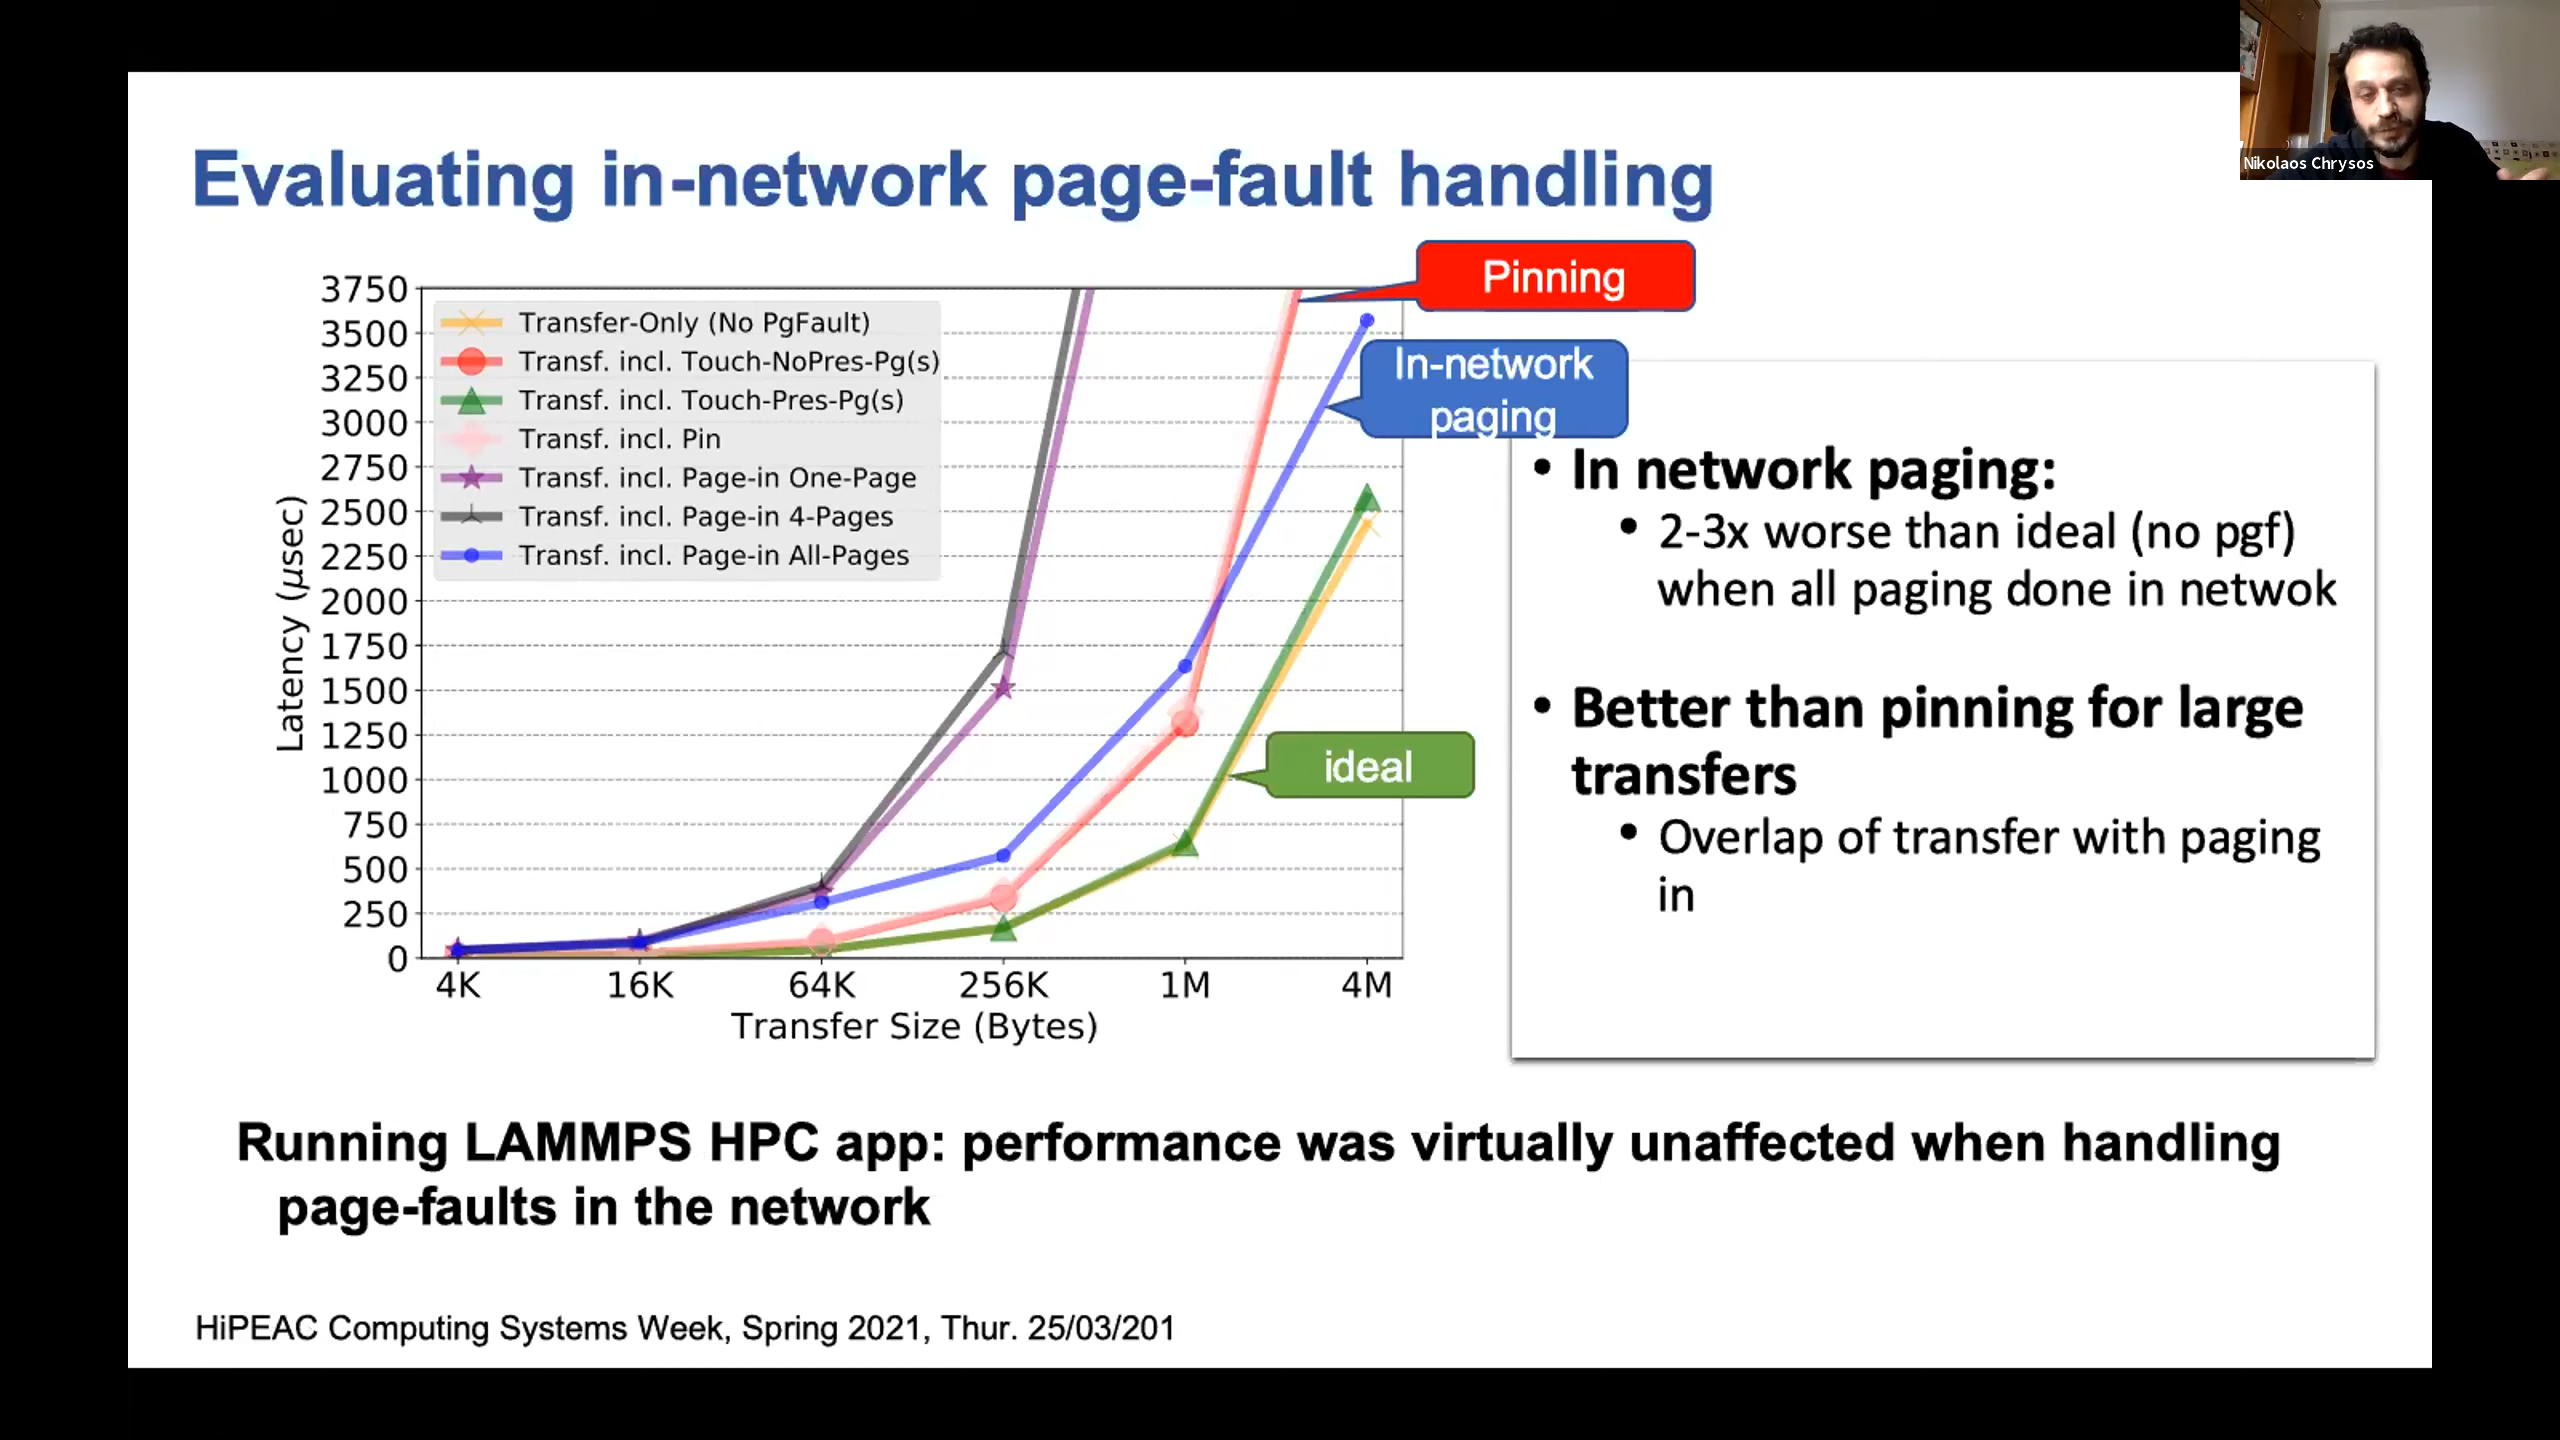 Nikolaos Chrysos
Evaluating in-network page-fault handling
Pinning
In-network
paging
ideal
3750
3500
3250
3000
2750
2500
2250
2000
1750
1500
1250
1000
750
500
250
0
Latency (µsec)
Transfer-Only (No PgFault)
Transf. incl. Touch-NoPres-Pg(s)
Transf. incl. Touch-Pres-Pg(s)
Transf. incl. Pin
Transf. incl. Page-in One-Page
Transf. incl. Page-in 4-Pages
Transf. incl. Page-in All-Pages
4K 16K 64K 256K 1M 4M
Transfer Size (Bytes)
• In network paging:
• 2-3x worse than ideal (no pgf)
when all paging done in netwok
• Better than pinning for large
transfers
• Overlap of transfer with paging
in
Running LAMMPS HPC app: performance was virtually unaffected when handling
page-faults in the network
HiPEAC Computing Systems Week, Spring 2021, Thur. 25/03/201